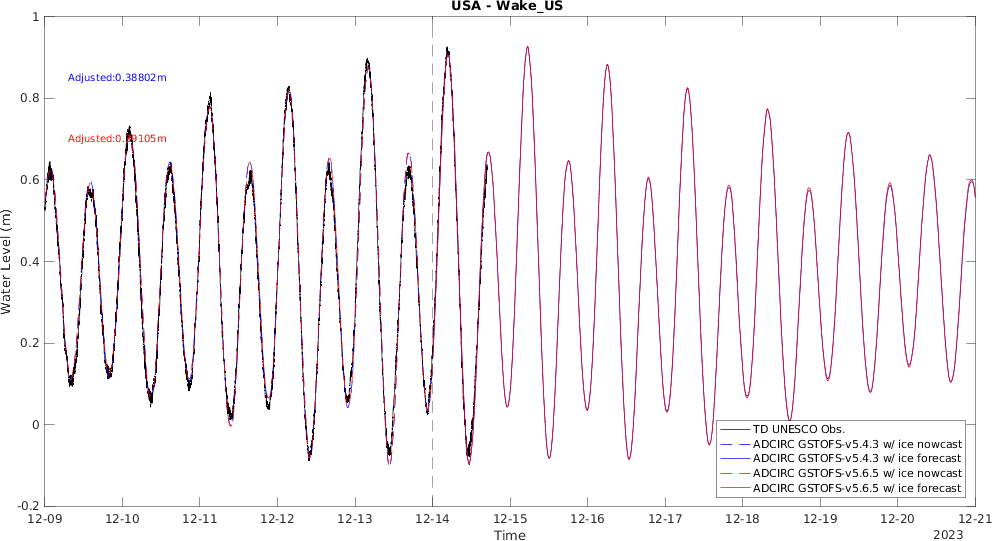 USA - Wake_US
1
0.8
0.6
0.4
0.2
0
-0.2
Water Level (m)
Adjusted:0.38802m
Adjusted:0.39105m
TD UNESCO Obs.
ADCIRC GSTOFS-v5.4.3 w/ ice nowcast
ADCIRC GSTOFS-v5.4.3 w/ ice forecast
ADCIRC GSTOFS-v5.6.5 w/ ice nowcast
ADCIRC GSTOFS-v5.6.5 w/ ice forecast
12-09 12-10 12-11 12-12 12-13 12-14 12-15 12-16 12-17 12-18 12-19 12-20 12-21
Time
2023